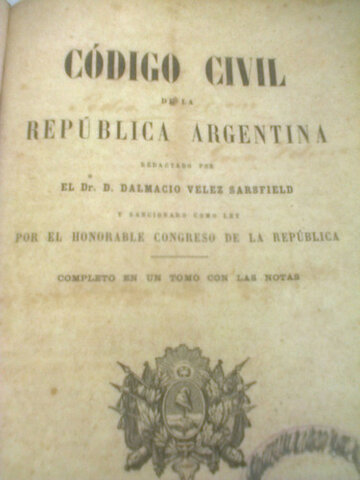 CÓDIGO CIVIL
DE LA
REPÚBLICA ARGENTINA
REDACTADO POR
EL Dr. D. DALMACIO VELEZ SARSFIELD
Y SANCIONADO COMO LEY
POR EL HONORABLE CONGRESO DE LA REPÚBLICA
COMPLETO EN UN TOMO CON LAS NOTAS